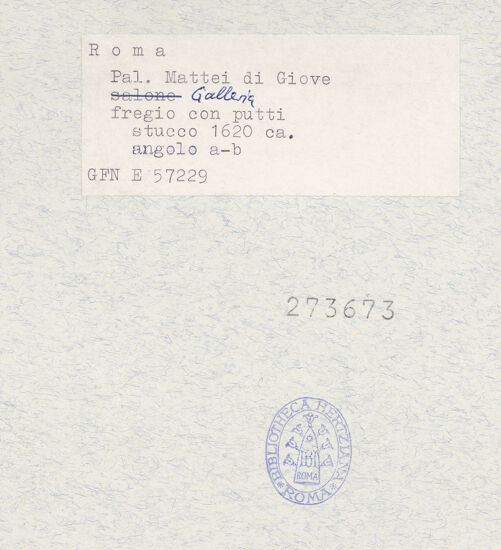 R o m a
Pal. Mattei di Giove
salone Galleria
fregio con putti
stucco 1620 ca.
angolo a-b
GFN E 57229
273673
BIBLIOTHECA HERTZIANA
ROMA
ROMA